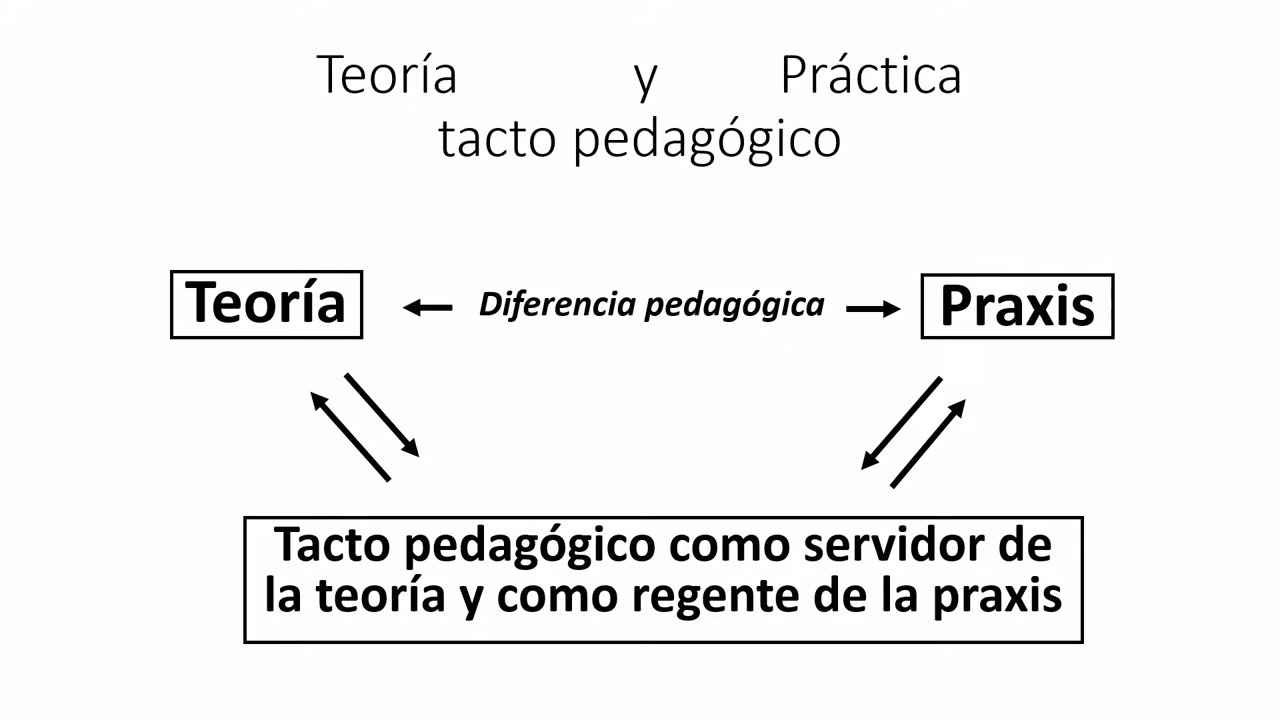 Teoría y Práctica
tacto pedagógico
Teoría
Diferencia pedagógica
Praxis
Tacto pedagógico como servidor de
la teoría y como regente de la praxis